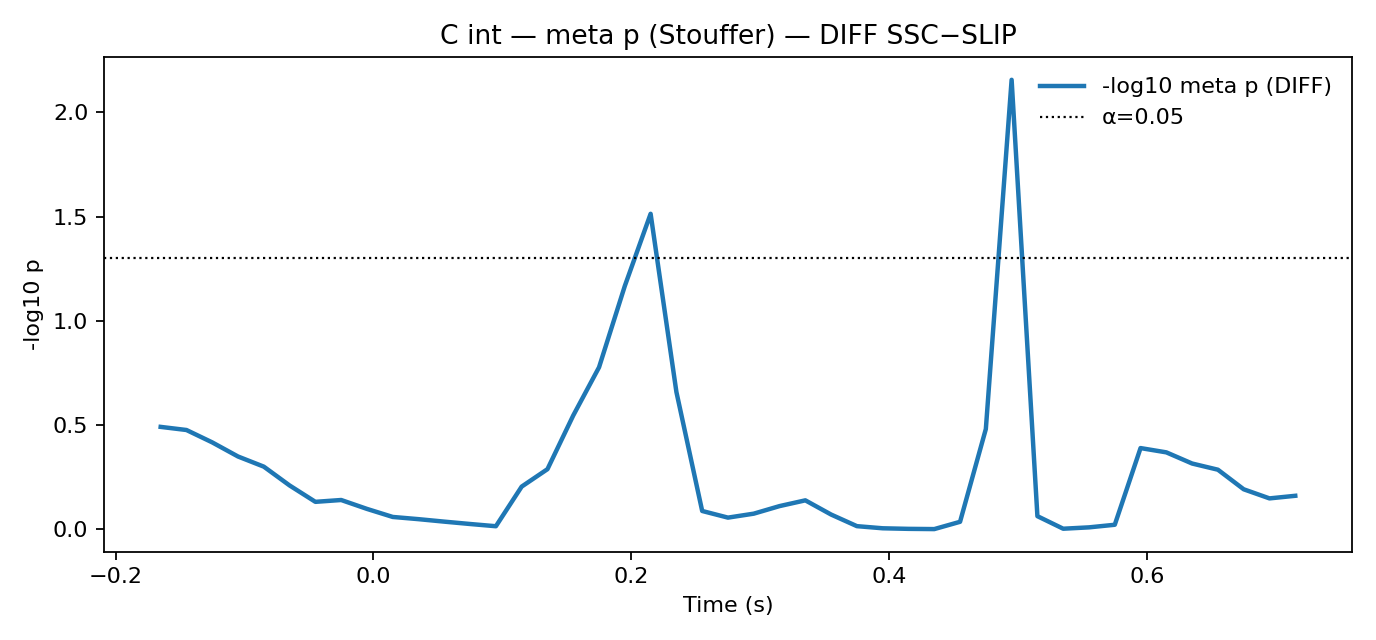 C int — meta p (Stouffer) — DIFF SSC−SLIP
-log10 meta p (DIFF)
α=0.05
2.0
1.5
1.0
0.5
0.0
-log10 p
−0.2
0.0
0.2
0.4
0.6
Time (s)